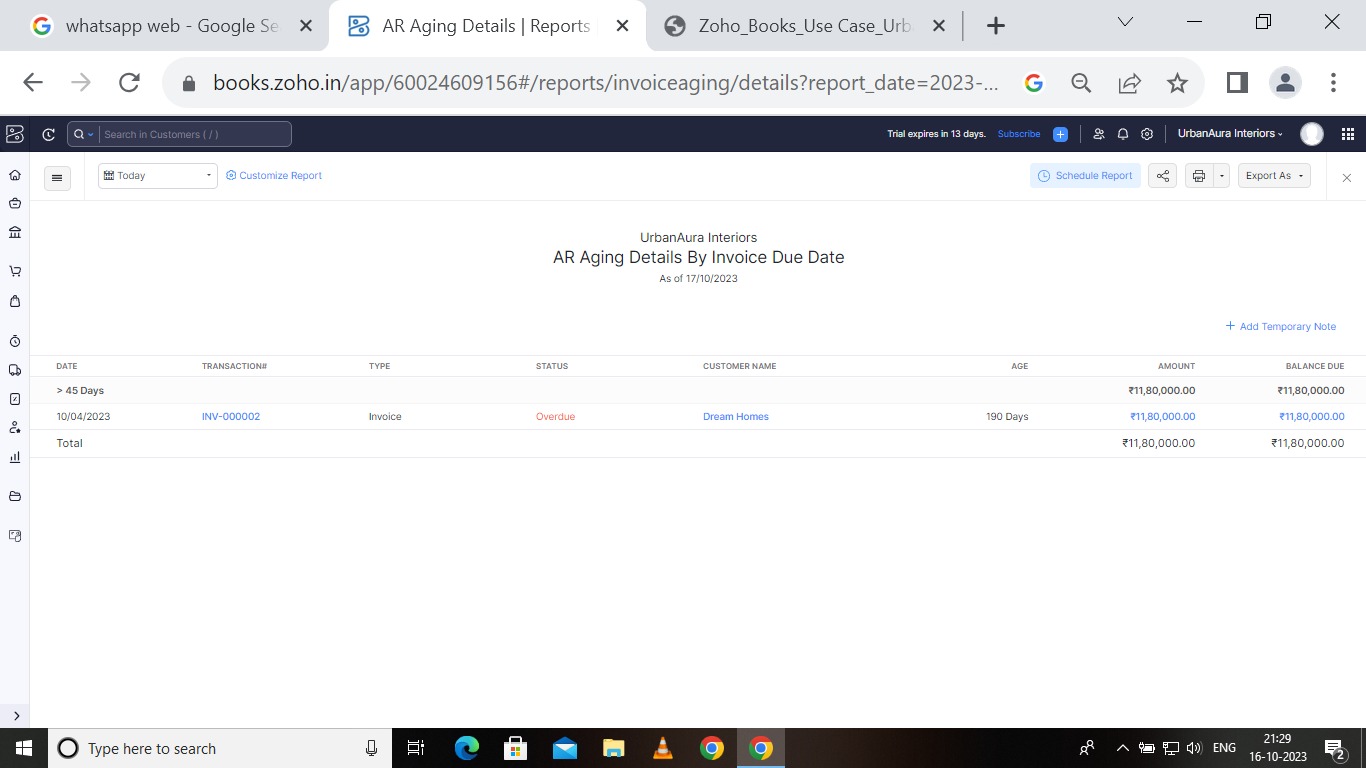 whatsapp web - Google Se
AR Aging Details | Reports
Zoho_Books_Use Case_Urb
books.zoho.in/app/60024609156#/reports/invoiceaging/details?report_date=2023-...
Search in Customers ( / )
Trial expires in 13 days. Subscribe
UrbanAura Interiors
Today
Customize Report
Schedule Report
Export As
UrbanAura Interiors
AR Aging Details By Invoice Due Date
As of 17/10/2023
Add Temporary Note
DATE TRANSACTION# TYPE STATUS CUSTOMER NAME AGE AMOUNT BALANCE DUE
> 45 Days ₹11,80,000.00 ₹11,80,000.00
10/04/2023 INV-000002 Invoice Overdue Dream Homes 190 Days ₹11,80,000.00 ₹11,80,000.00
Total ₹11,80,000.00 ₹11,80,000.00
Type here to search
ENG
21:29
16-10-2023
2